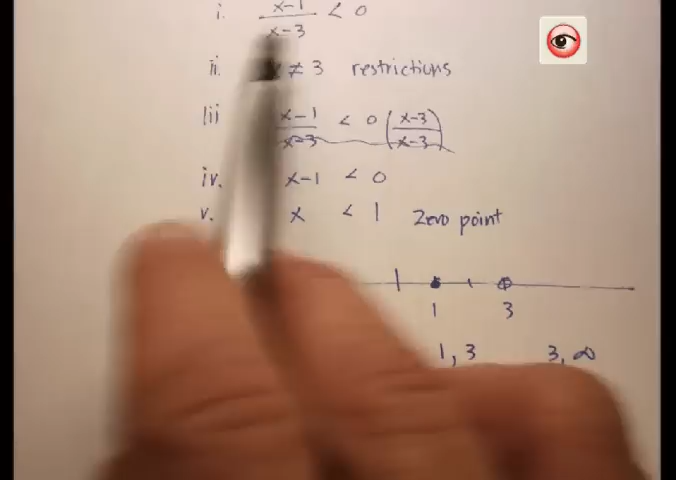 i. x-1/x-3 < 0
ii. x ≠ 3 restrictions
iii x-1/x-3 < 0 (x-3/x-3)
iv. x-1 < 0
v. x < 1 Zero point
1 3
1, 3 3, ∞